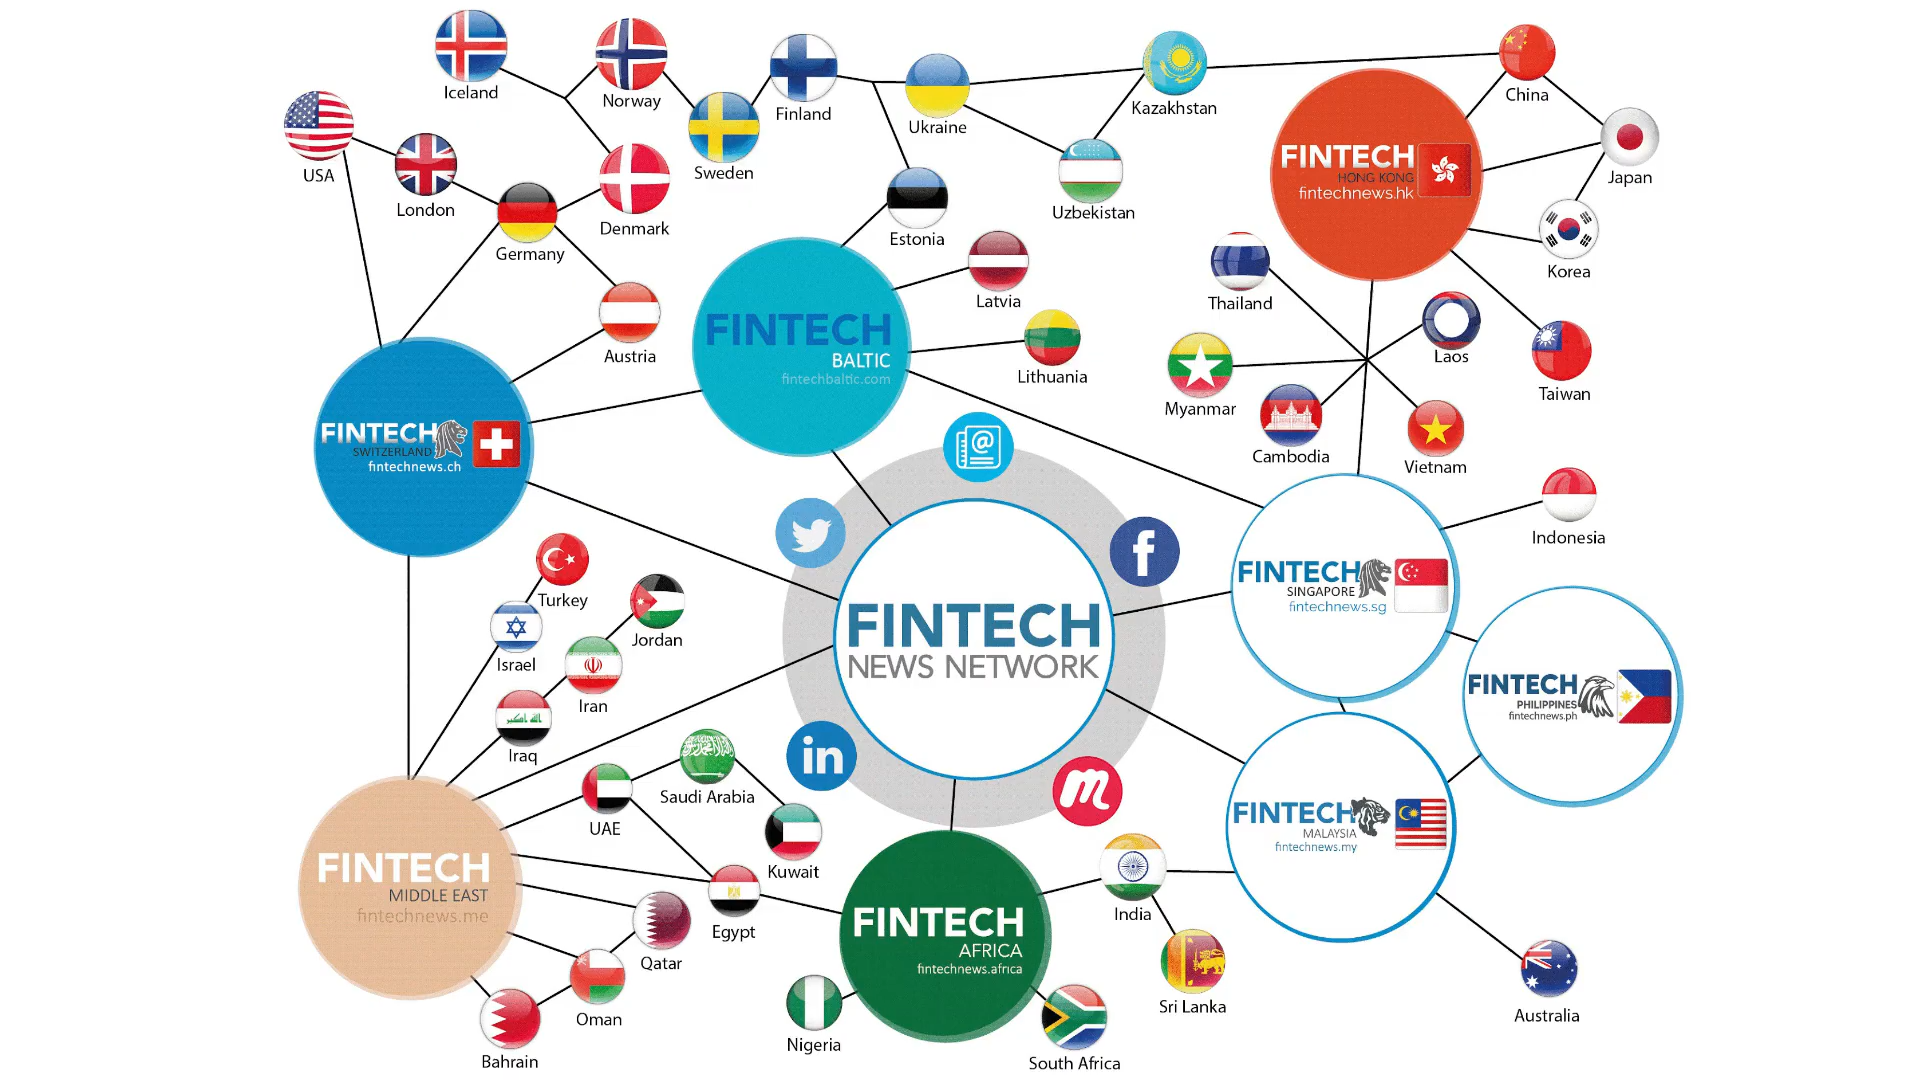 Iceland
Norway
Finland
Ukraine
Kazakhstan
China
USA
London
Sweden
Germany
Denmark
Estonia
Uzbekistan
FINTECH
HONG KONG
fintechnews.hk
Japan
Korea
Latvia
Thailand
Laos
Taiwan
Austria
FINTECH
BALTIC
fintechbaltic.com
Lithuania
Myanmar
Cambodia
Vietnam
FINTECH
SWITZERLAND
fintechnews.ch
@
f
Indonesia
Turkey
Israel
Jordan
Iran
Iraq
FINTECH
NEWS NETWORK
FINTECH
SINGAPORE
fintechnews.sg
FINTECH
PHILIPPINES
fintechnews.ph
in
m
Saudi Arabia
UAE
Kuwait
Egypt
FINTECH
MALAYSIA
fintechnews.my
FINTECH
MIDDLE EAST
fintechnews.me
Qatar
Oman
Bahrain
FINTECH
AFRICA
fintechnews.africa
India
Sri Lanka
Nigeria
South Africa
Australia